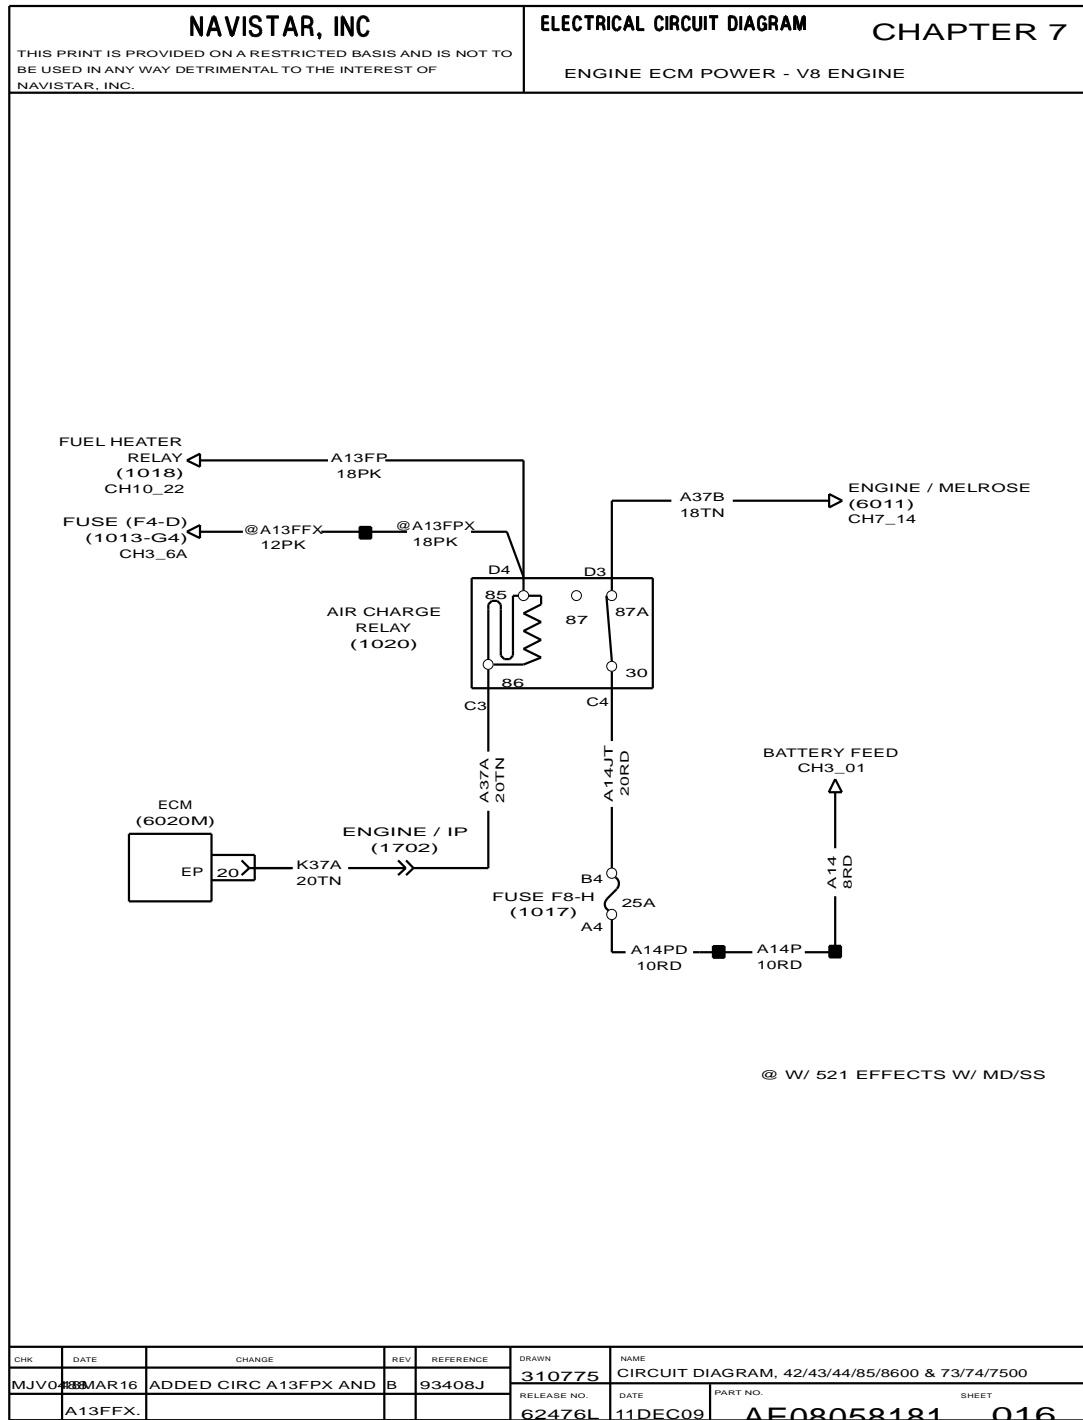 NAVISTAR, INC
THIS PRINT IS PROVIDED ON A RESTRICTED BASIS AND IS NOT TO
BE USED IN ANY WAY DETRIMENTAL TO THE INTEREST OF
NAVISTAR, INC.
ELECTRICAL CIRCUIT DIAGRAM
CHAPTER 7
ENGINE ECM POWER - V8 ENGINE
FUEL HEATER
RELAY
(1018)
CH10_22
A13FP
18PK
FUSE (F4-D)
(1013-G4)
CH3_6A
@A13FFX
12PK
@A13FPX
18PK
A37B
18TN
ENGINE / MELROSE
(6011)
CH7_14
D4
D3
AIR CHARGE
RELAY
(1020)
85
87
87A
86
30
C3
C4
A37A
20TN
A14JT
20RD
BATTERY FEED
CH3_01
A14
8RD
ECM
(6020M)
EP
20
K37A
20TN
ENGINE / IP
(1702)
B4
FUSE F8-H
(1017)
25A
A4
A14PD
10RD
A14P
10RD
@ W/ 521 EFFECTS W/ MD/SS
CHK DATE CHANGE REV REFERENCE
18MAR16 ADDED CIRC A13FPX AND B 93408J
A13FFX.
DRAWN
310775
NAME
CIRCUIT DIAGRAM, 42/43/44/85/8600 & 73/74/7500
RELEASE NO.
62476L
DATE
11DEC09
PART NO.
AE08058181
SHEET
016